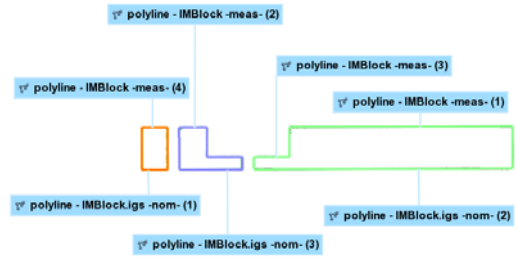 polyline - IMBlock -meas- (2)
polyline - IMBlock -meas- (3)
polyline - IMBlock -meas- (4)
polyline - IMBlock -meas- (1)
polyline - IMBlock.igs -nom- (1)
polyline - IMBlock.igs -nom- (2)
polyline - IMBlock.igs -nom- (3)